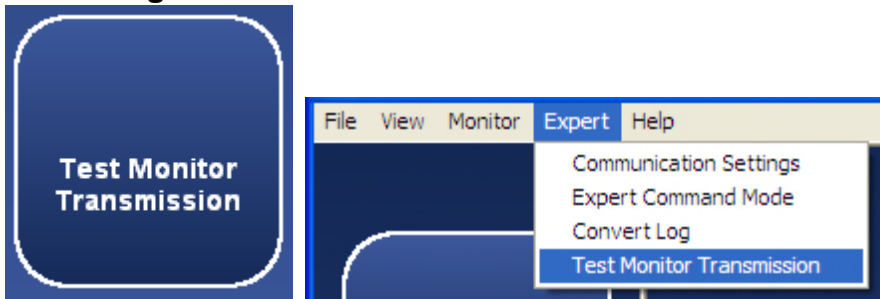 Test Monitor
Transmission
File View Monitor Expert Help
Communication Settings
Expert Command Mode
Convert Log
Test Monitor Transmission